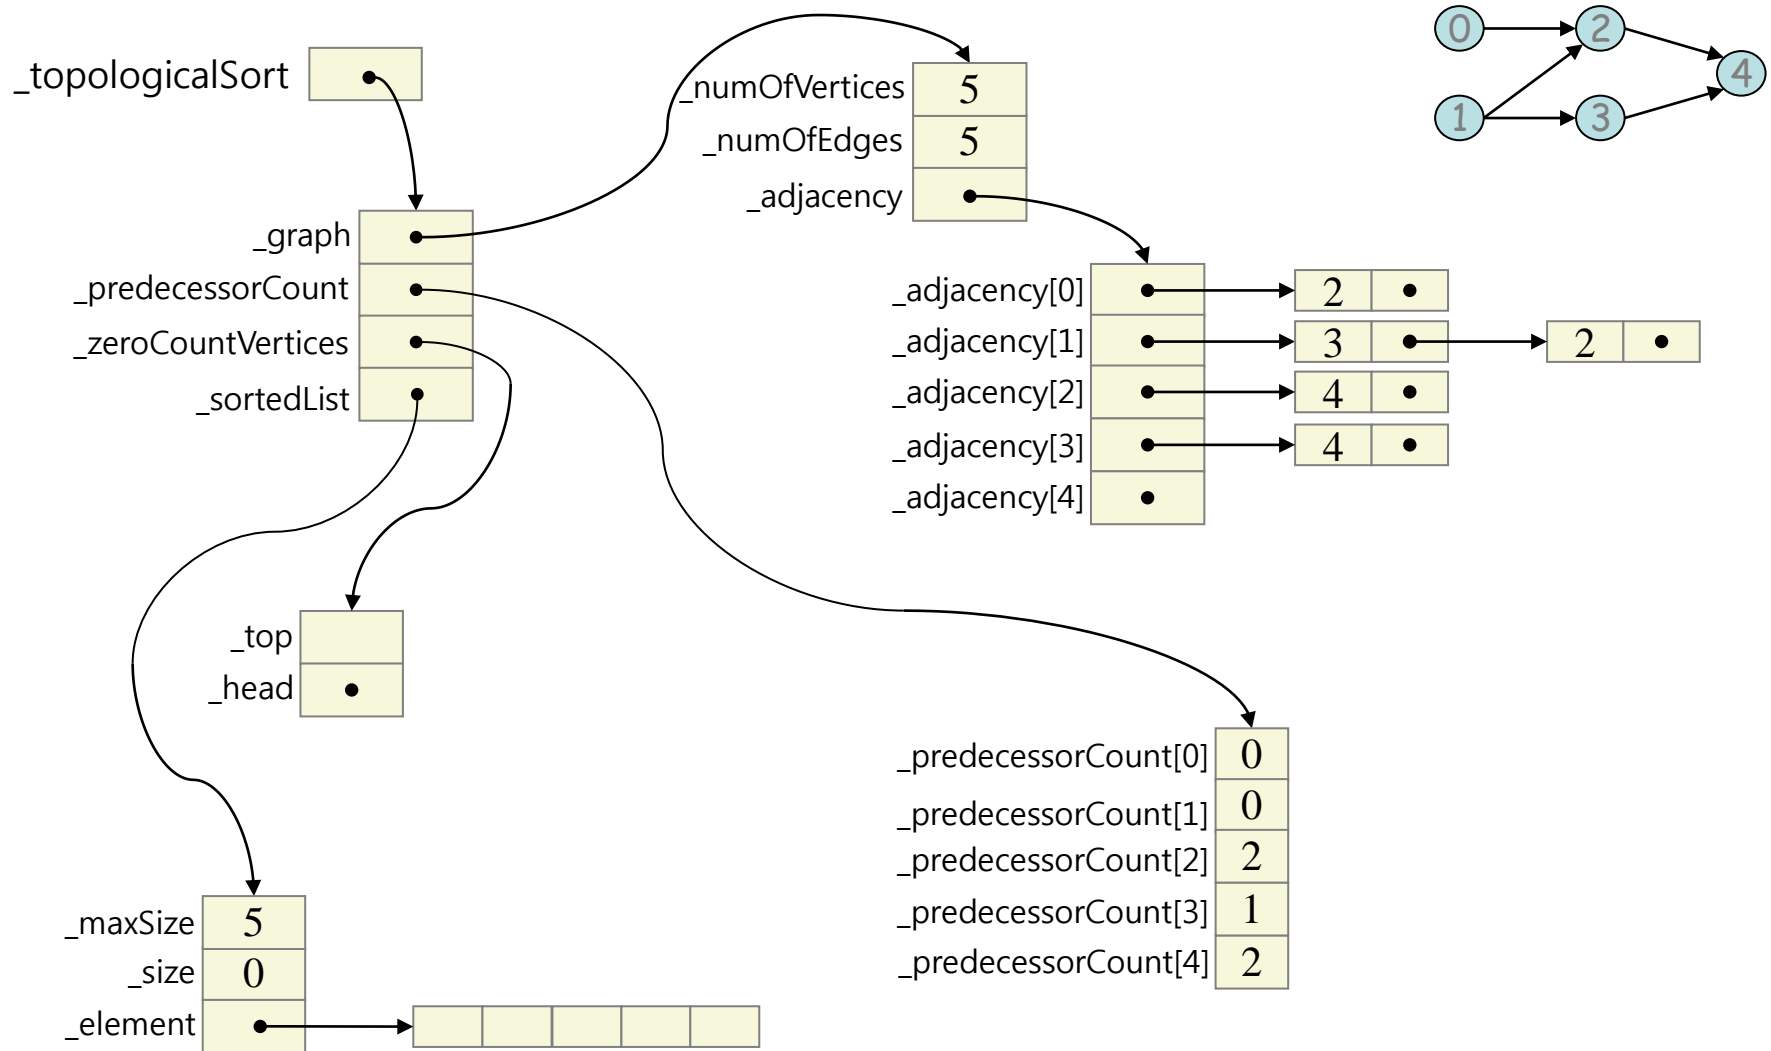 _topologicalSort
_graph
_predecessorCount
_zeroCountVertices
_sortedList
_numOfVertices 5
_numOfEdges 5
_adjacency
0 2
4
1 3
_adjacency[0] 2
_adjacency[1] 3 2
_adjacency[2] 4
_adjacency[3] 4
_adjacency[4]
_top
_head
_predecessorCount[0] 0
_predecessorCount[1] 0
_predecessorCount[2] 2
_predecessorCount[3] 1
_predecessorCount[4] 2
_maxSize 5
_size 0
_element